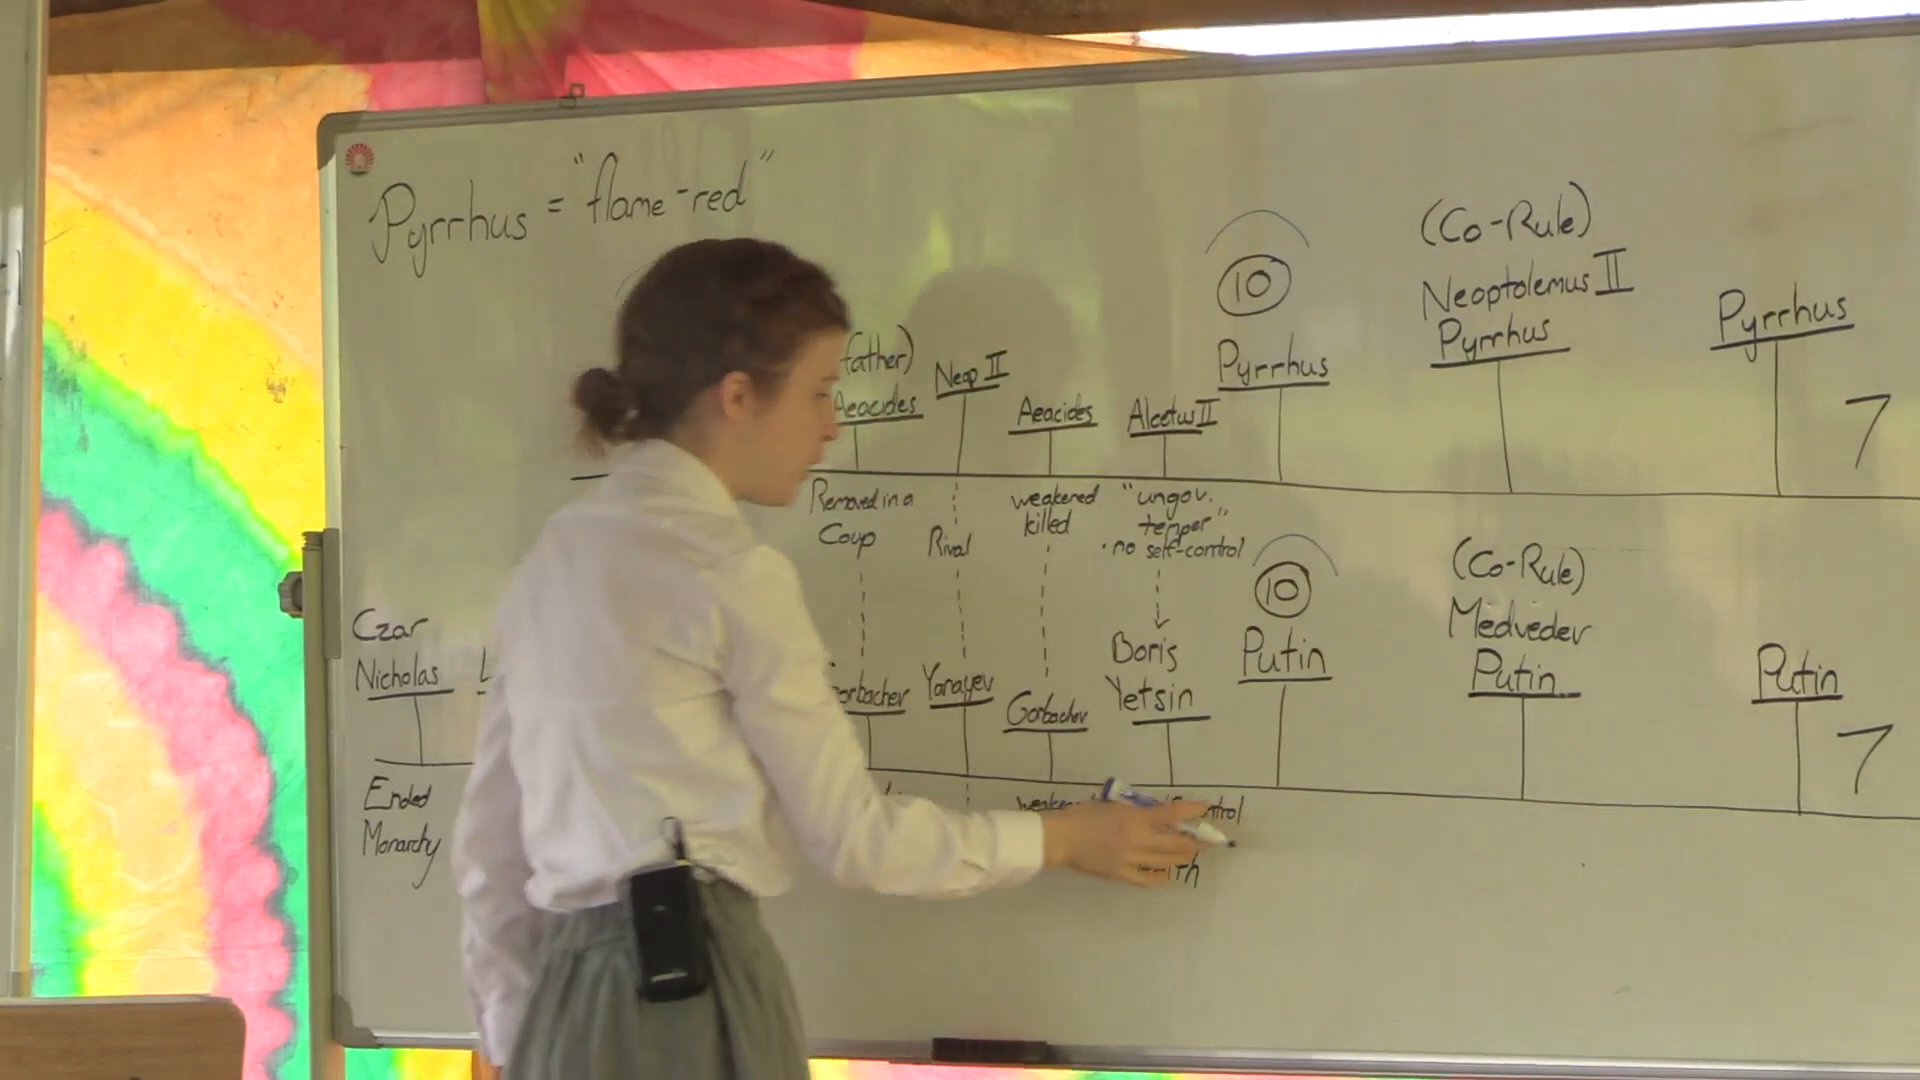 Pyrrhus = "flame-red"
father)
Aeacides
Neop II
Aeacides
Alcetus II
10
Pyrrhus
(Co-Rule)
Neoptolemus II
Pyrrhus
Pyrrhus
7
Removed in a
Coup
Rival
weakened
killed
"ungov.
temper"
· no self-control
Czar
Nicholas
Gorbachev
Yanayev
Gorbachev
Boris
Yetsin
10
Putin
(Co-Rule)
Medvedev
Putin
Putin
7
Ended
Monarchy